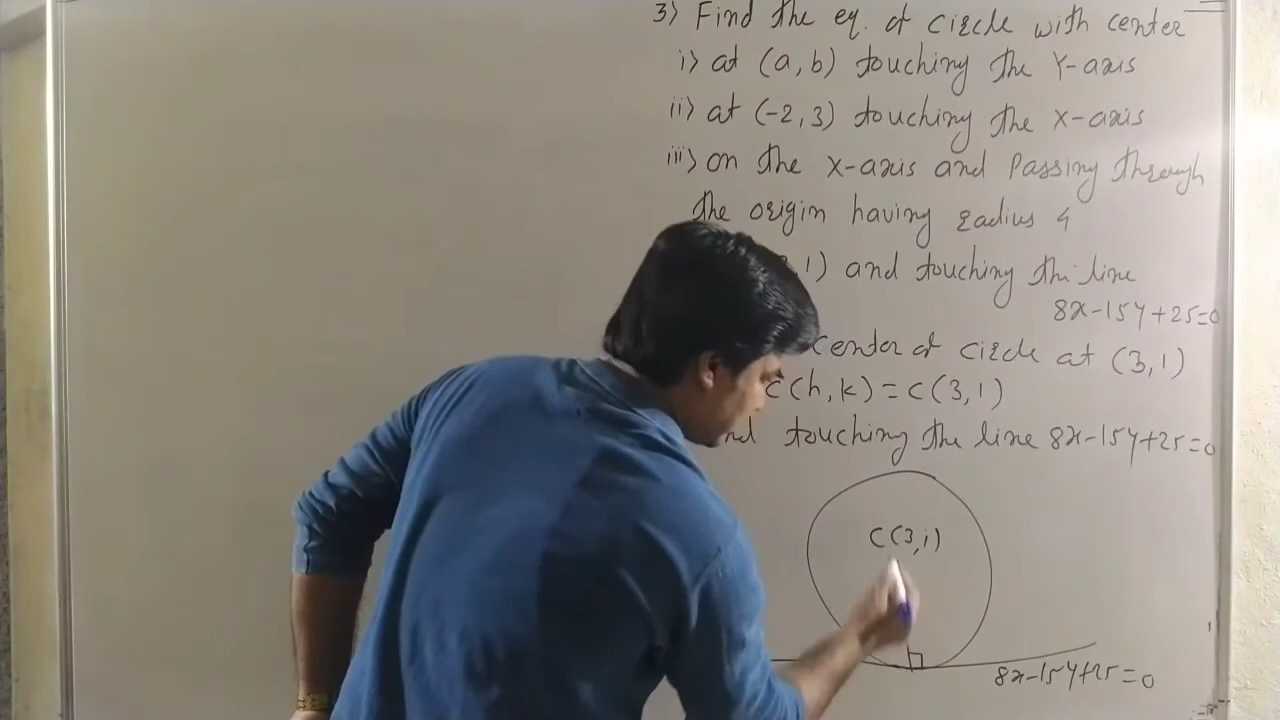 3) Find the eq. of circle with center
i) at (a, b) touching the Y-axis
ii) at (-2, 3) touching the X-axis
iii) on the X-axis and Passing through
the origin having radius 4
,1) and touching the line
8x-15y+25=0
center of circle at (3,1)
C(h, k) = C(3,1)
touching the line 8x-15y+25=0
C(3,1)
8x-15y+25=0